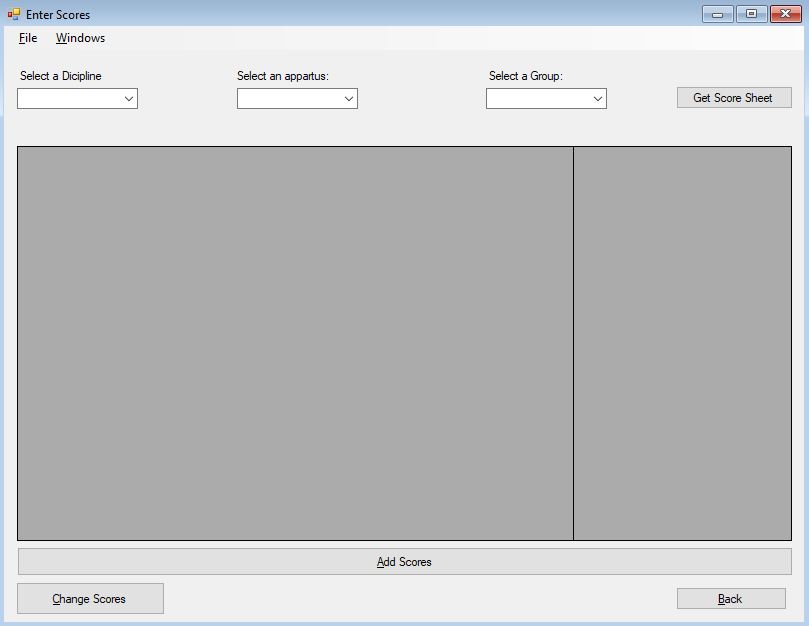 Enter Scores
File Windows
Select a Dicipline Select an appartus: Select a Group:
Get Score Sheet
Add Scores
Change Scores Back